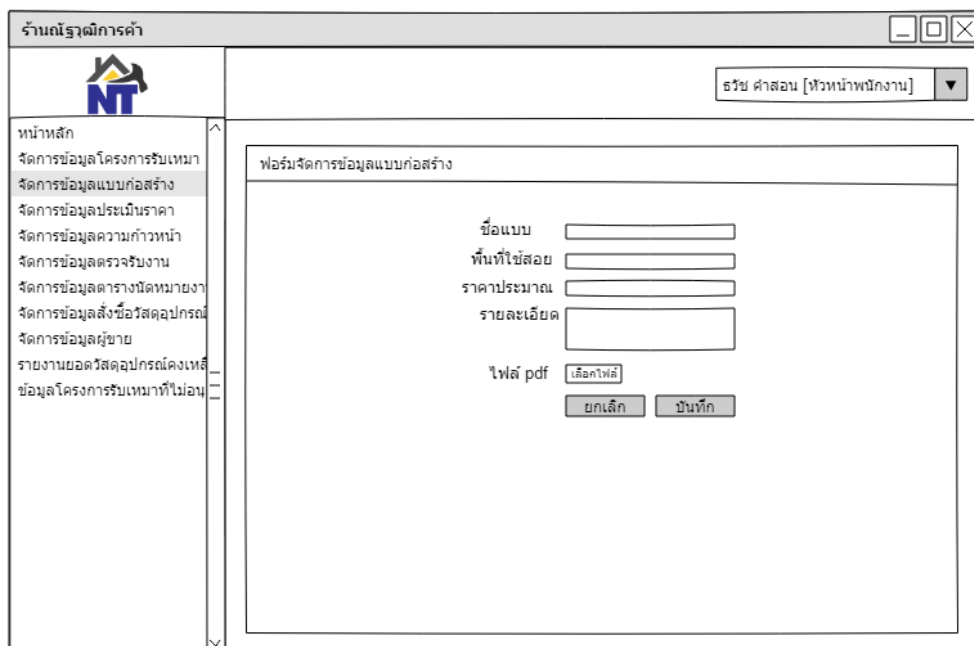 ร้านณัฐวุฒิการค้า
NT
ธวัช คำสอน [หัวหน้าพนักงาน]
หน้าหลัก
จัดการข้อมูลโครงการรับเหมา
จัดการข้อมูลแบบก่อสร้าง
จัดการข้อมูลประเมินราคา
จัดการข้อมูลความก้าวหน้า
จัดการข้อมูลตรวจรับงาน
จัดการข้อมูลตารางนัดหมายงา
จัดการข้อมูลสั่งซื้อวัสดุอุปกรณ์
จัดการข้อมูลผู้ขาย
รายงานยอดวัสดุอุปกรณ์คงเหลื
ข้อมูลโครงการรับเหมาที่ไม่อนุ
ฟอร์มจัดการข้อมูลแบบก่อสร้าง
ชื่อแบบ
พื้นที่ใช้สอย
ราคาประมาณ
รายละเอียด
ไฟล์ pdf เลือกไฟล์
ยกเลิก บันทึก